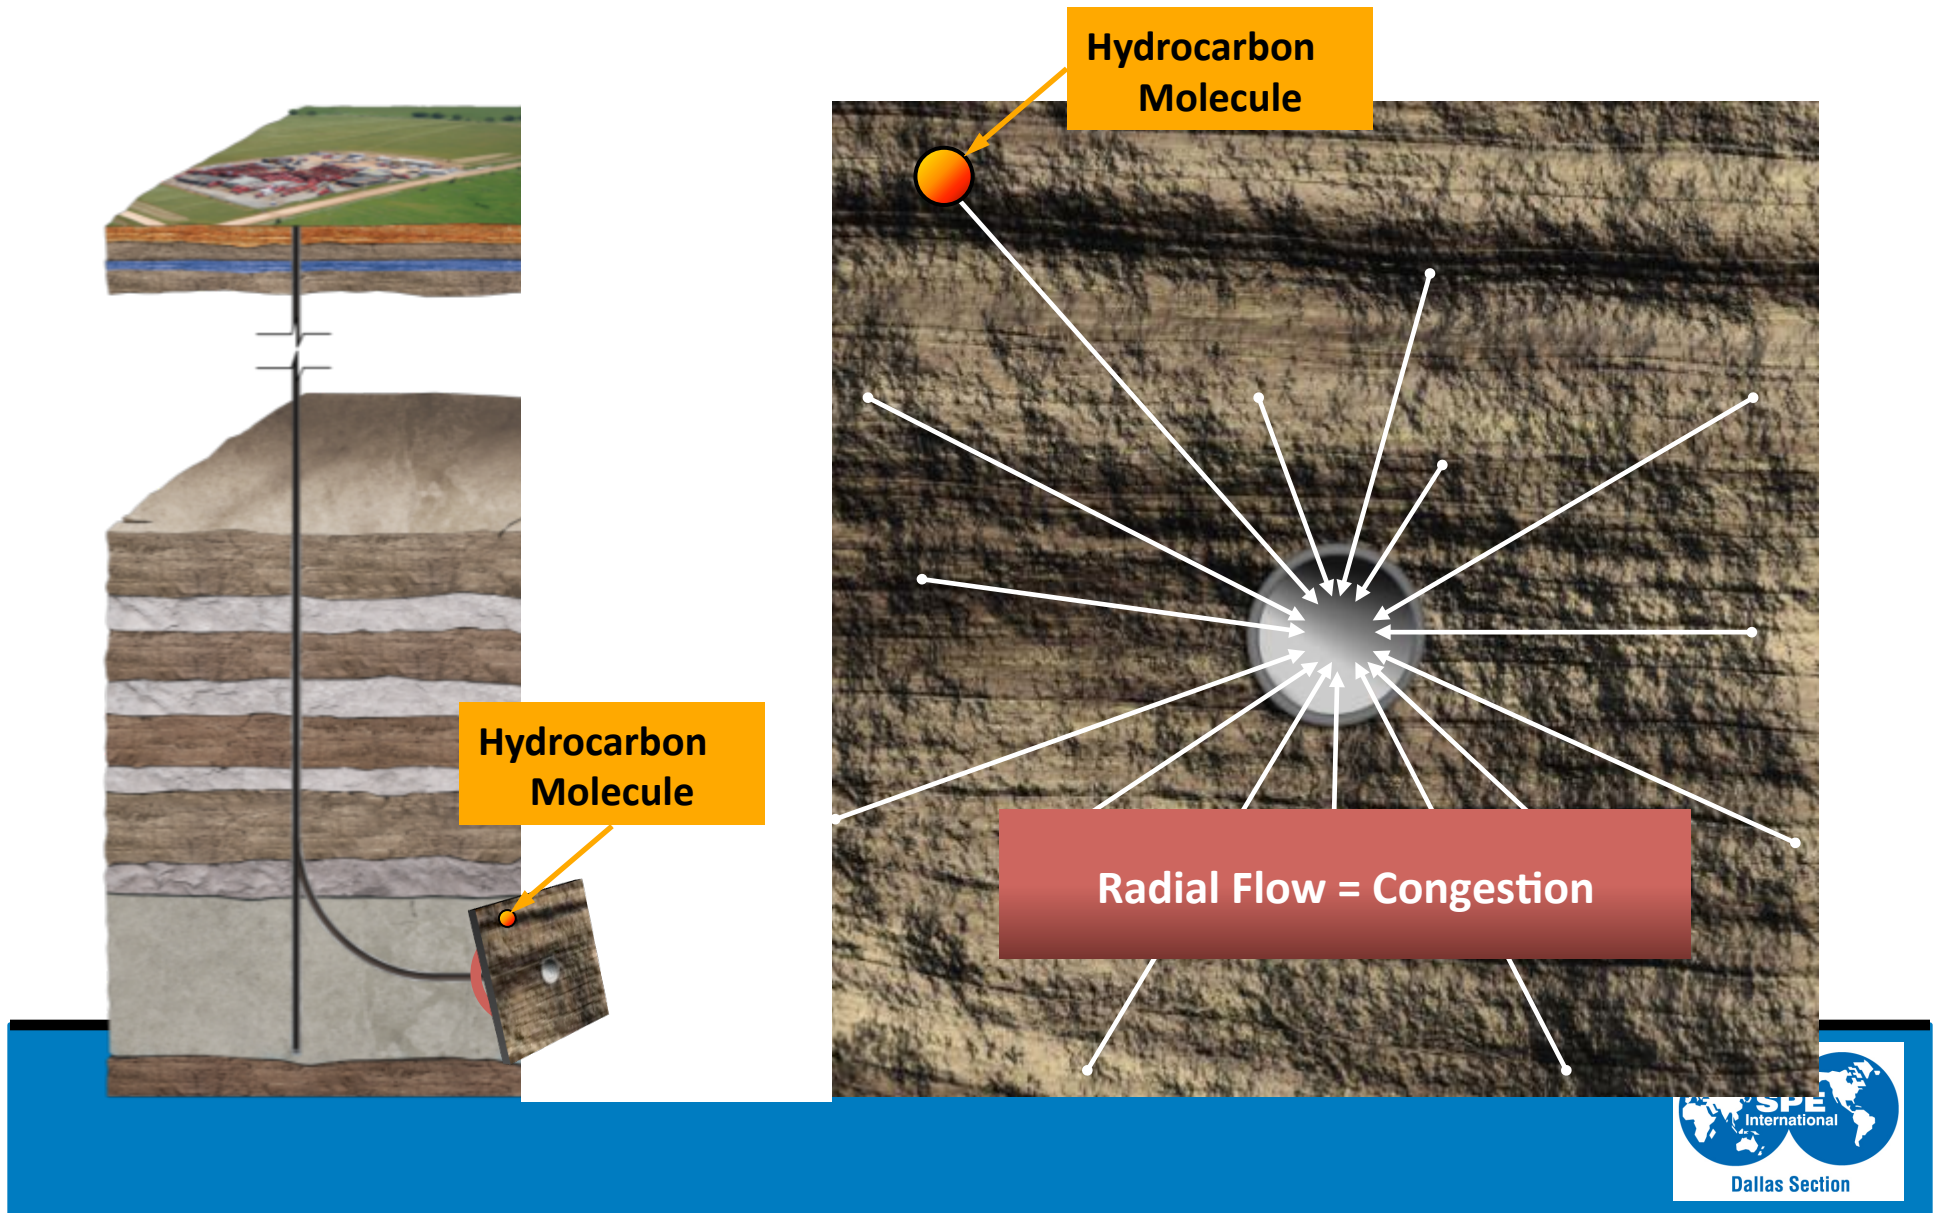 Hydrocarbon
Molecule
Hydrocarbon
Molecule
Radial Flow = Congestion
SPE
International
Dallas Section